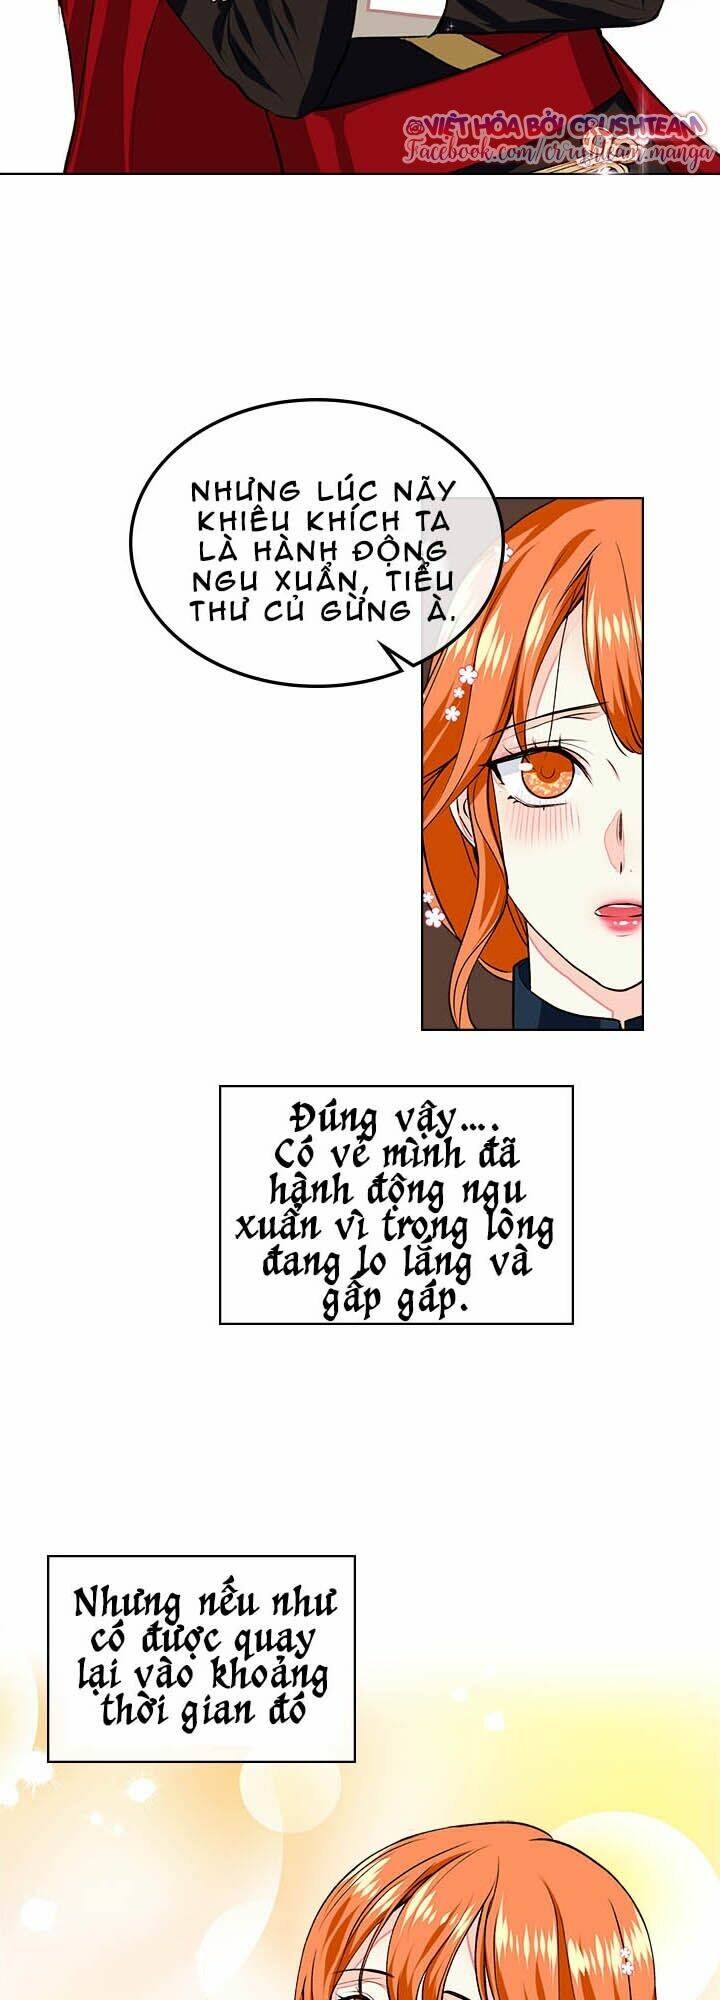 @VIỆT HÓA BỞI CRUSHTEAM
Facebook.com/crushteam.manga
NHƯNG LÚC NÃY
KHIÊU KHÍCH TA
LÀ HÀNH ĐỘNG
NGU XUẨN, TIỂU
THƯ CỦ GỪNG À.
Đúng vậy....
Có vẻ mình đã
hành động ngu
xuẩn vì trong lòng
đang lo lắng và
gấp gáp.
Nhưng nếu như
có được quay
lại vào khoảng
thời gian đó